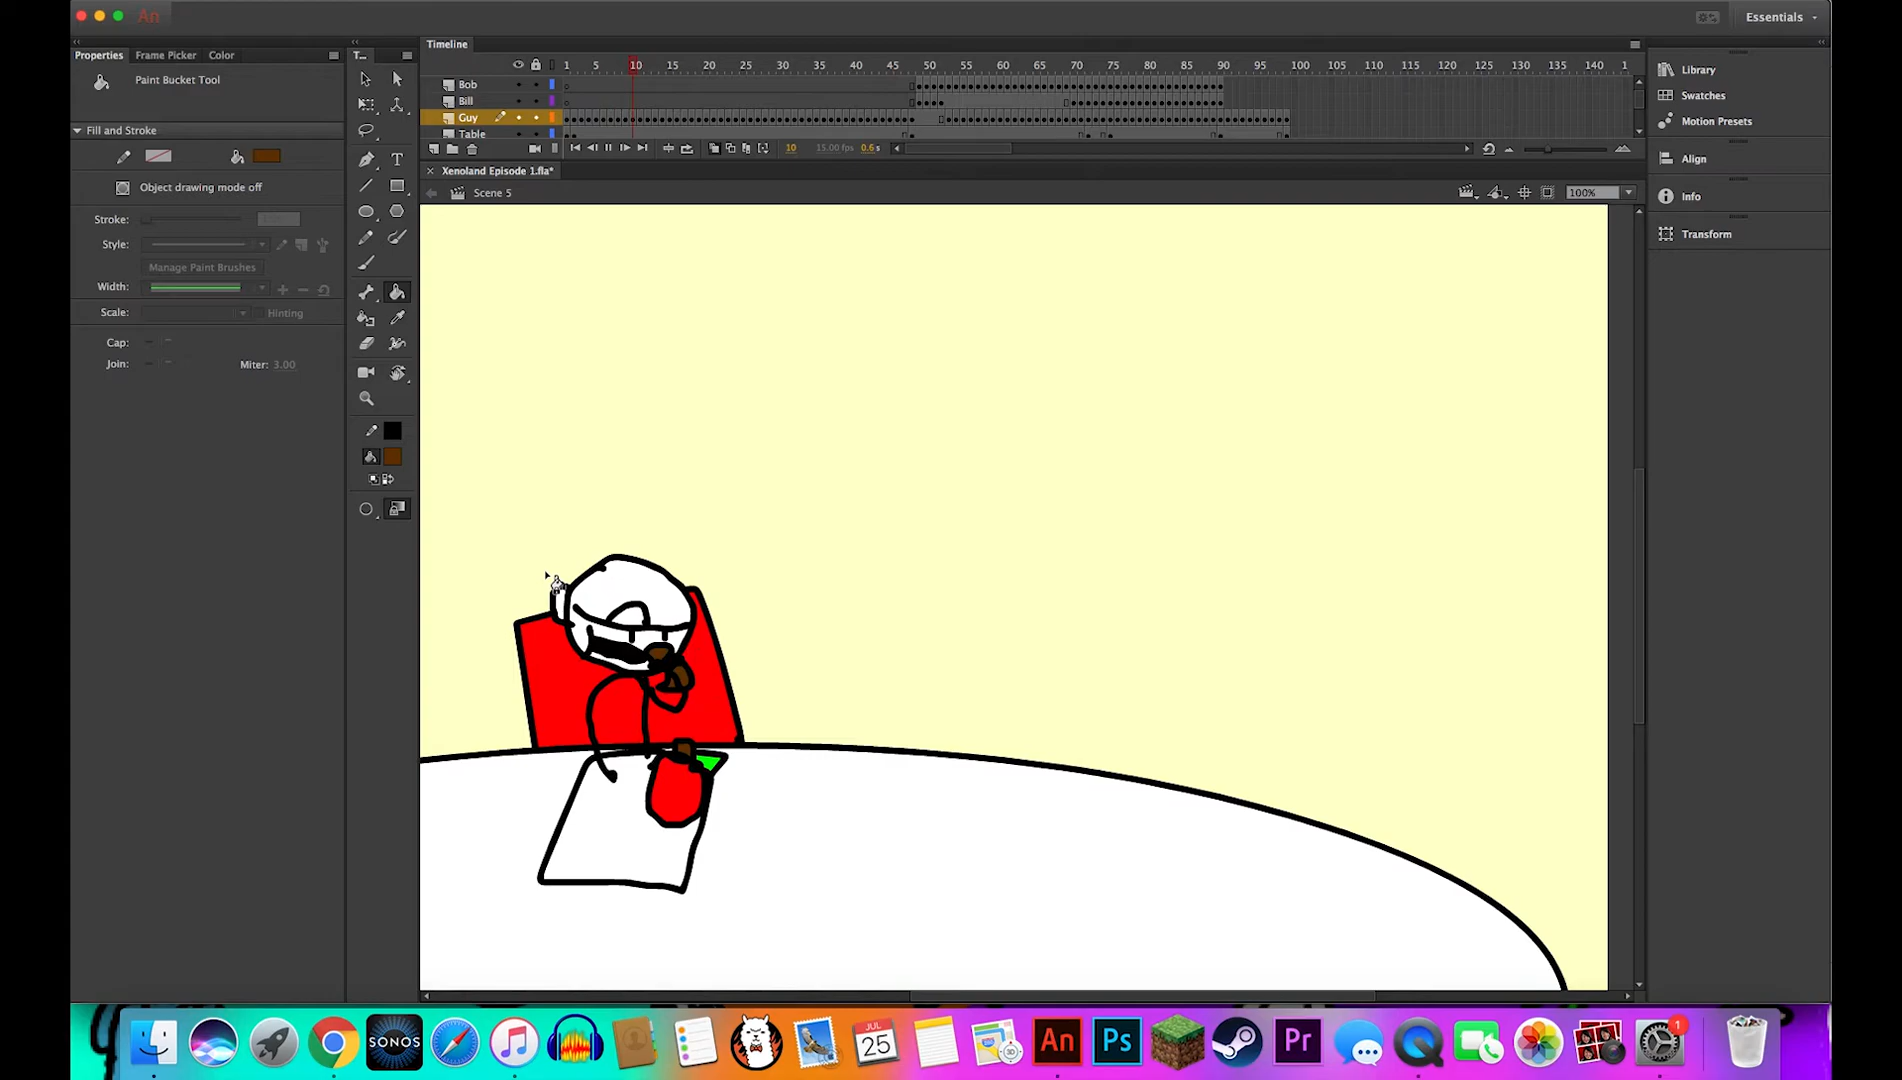 An
Essentials
Properties Frame Picker Color
T...
Timeline
Paint Bucket Tool
1 5 10 15 20 25 30 35 40 45 50 55 60 65 70 75 80 85 90 95 100 105 110 115 120 125 130 135 140 1
Bob
Bill
Guy
Table
10 15.00 fps 0.6 s
Library
Swatches
Motion Presets
Align
Info
Transform
Fill and Stroke
Object drawing mode off
Stroke:
Style:
Manage Paint Brushes
Width:
Scale:
Hinting
Cap:
Join:
Miter: 3.00
Xenoland Episode 1.fla*
Scene 5
100%
T
SONOS
JUL
25
3D
An
Ps
Pr
1